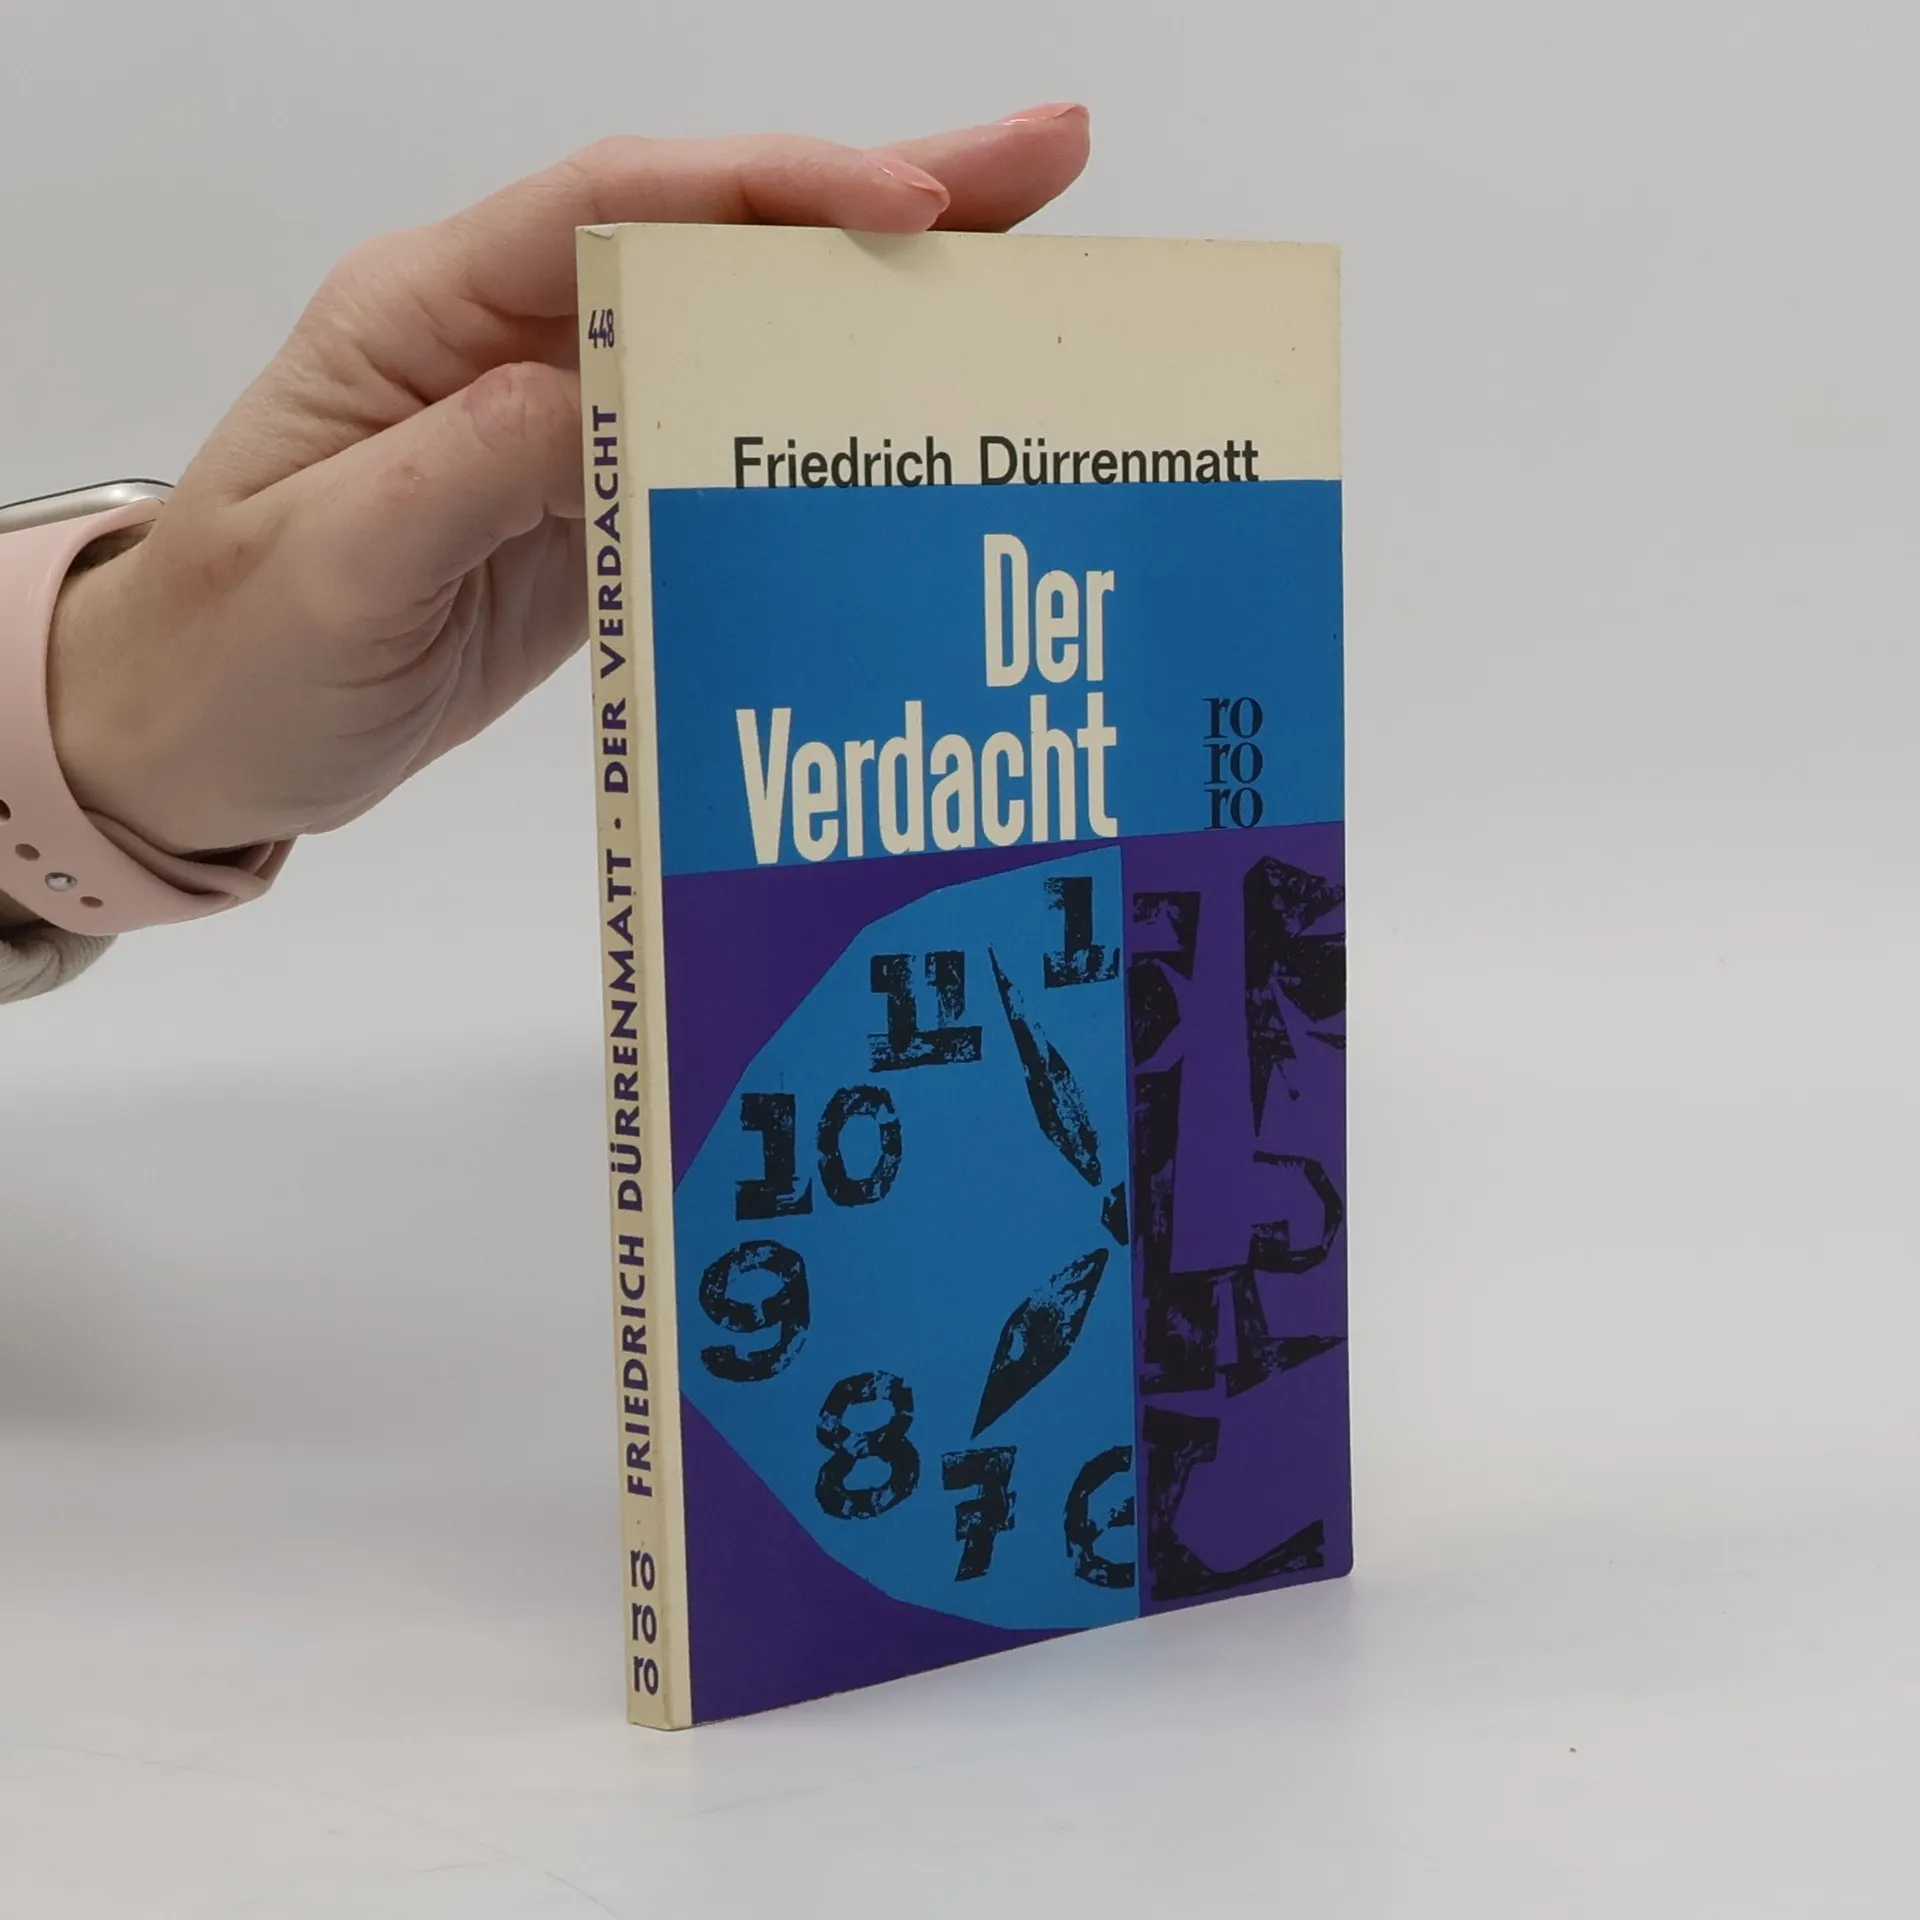 448
FRIEDRICH DÜRRENMATT · DER VERDACHT
ro
ro
ro
Friedrich Dürrenmatt
Der
Verdacht
ro
ro
ro
1
11
10
9
8
7